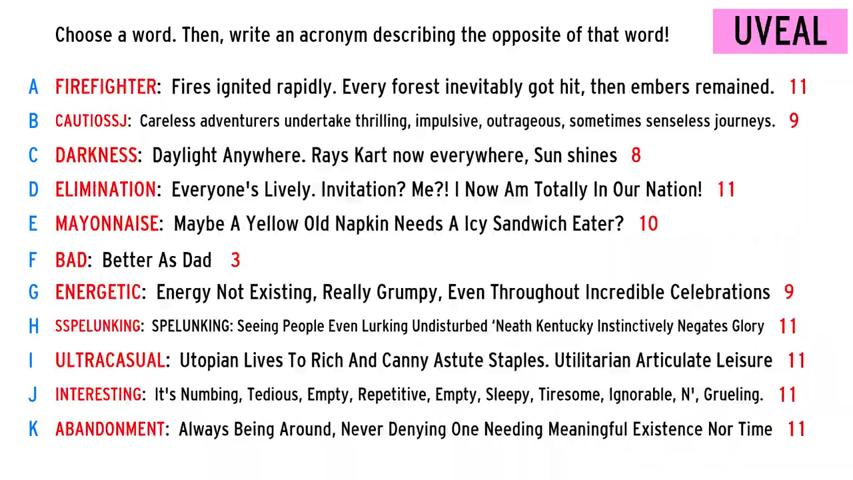 Choose a word. Then, write an acronym describing the opposite of that word!
UVEAL
A FIREFIGHTER: Fires ignited rapidly. Every forest inevitably got hit, then embers remained. 11
B CAUTIOSSJ: Careless adventurers undertake thrilling, impulsive, outrageous, sometimes senseless journeys. 9
C DARKNESS: Daylight Anywhere. Rays Kart now everywhere, Sun shines 8
D ELIMINATION: Everyone's Lively. Invitation? Me?! I Now Am Totally In Our Nation! 11
E MAYONNAISE: Maybe A Yellow Old Napkin Needs A Icy Sandwich Eater? 10
F BAD: Better As Dad 3
G ENERGETIC: Energy Not Existing, Really Grumpy, Even Throughout Incredible Celebrations 9
H SSPELUNKING: SPELUNKING: Seeing People Even Lurking Undisturbed 'Neath Kentucky Instinctively Negates Glory 11
I ULTRACASUAL: Utopian Lives To Rich And Canny Astute Staples. Utilitarian Articulate Leisure 11
J INTERESTING: It's Numbing, Tedious, Empty, Repetitive, Empty, Sleepy, Tiresome, Ignorable, N', Grueling. 11
K ABANDONMENT: Always Being Around, Never Denying One Needing Meaningful Existence Nor Time 11